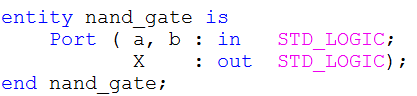 entity nand_gate is
    Port ( a, b : in   STD_LOGIC;
           X    : out  STD_LOGIC);
end nand_gate;